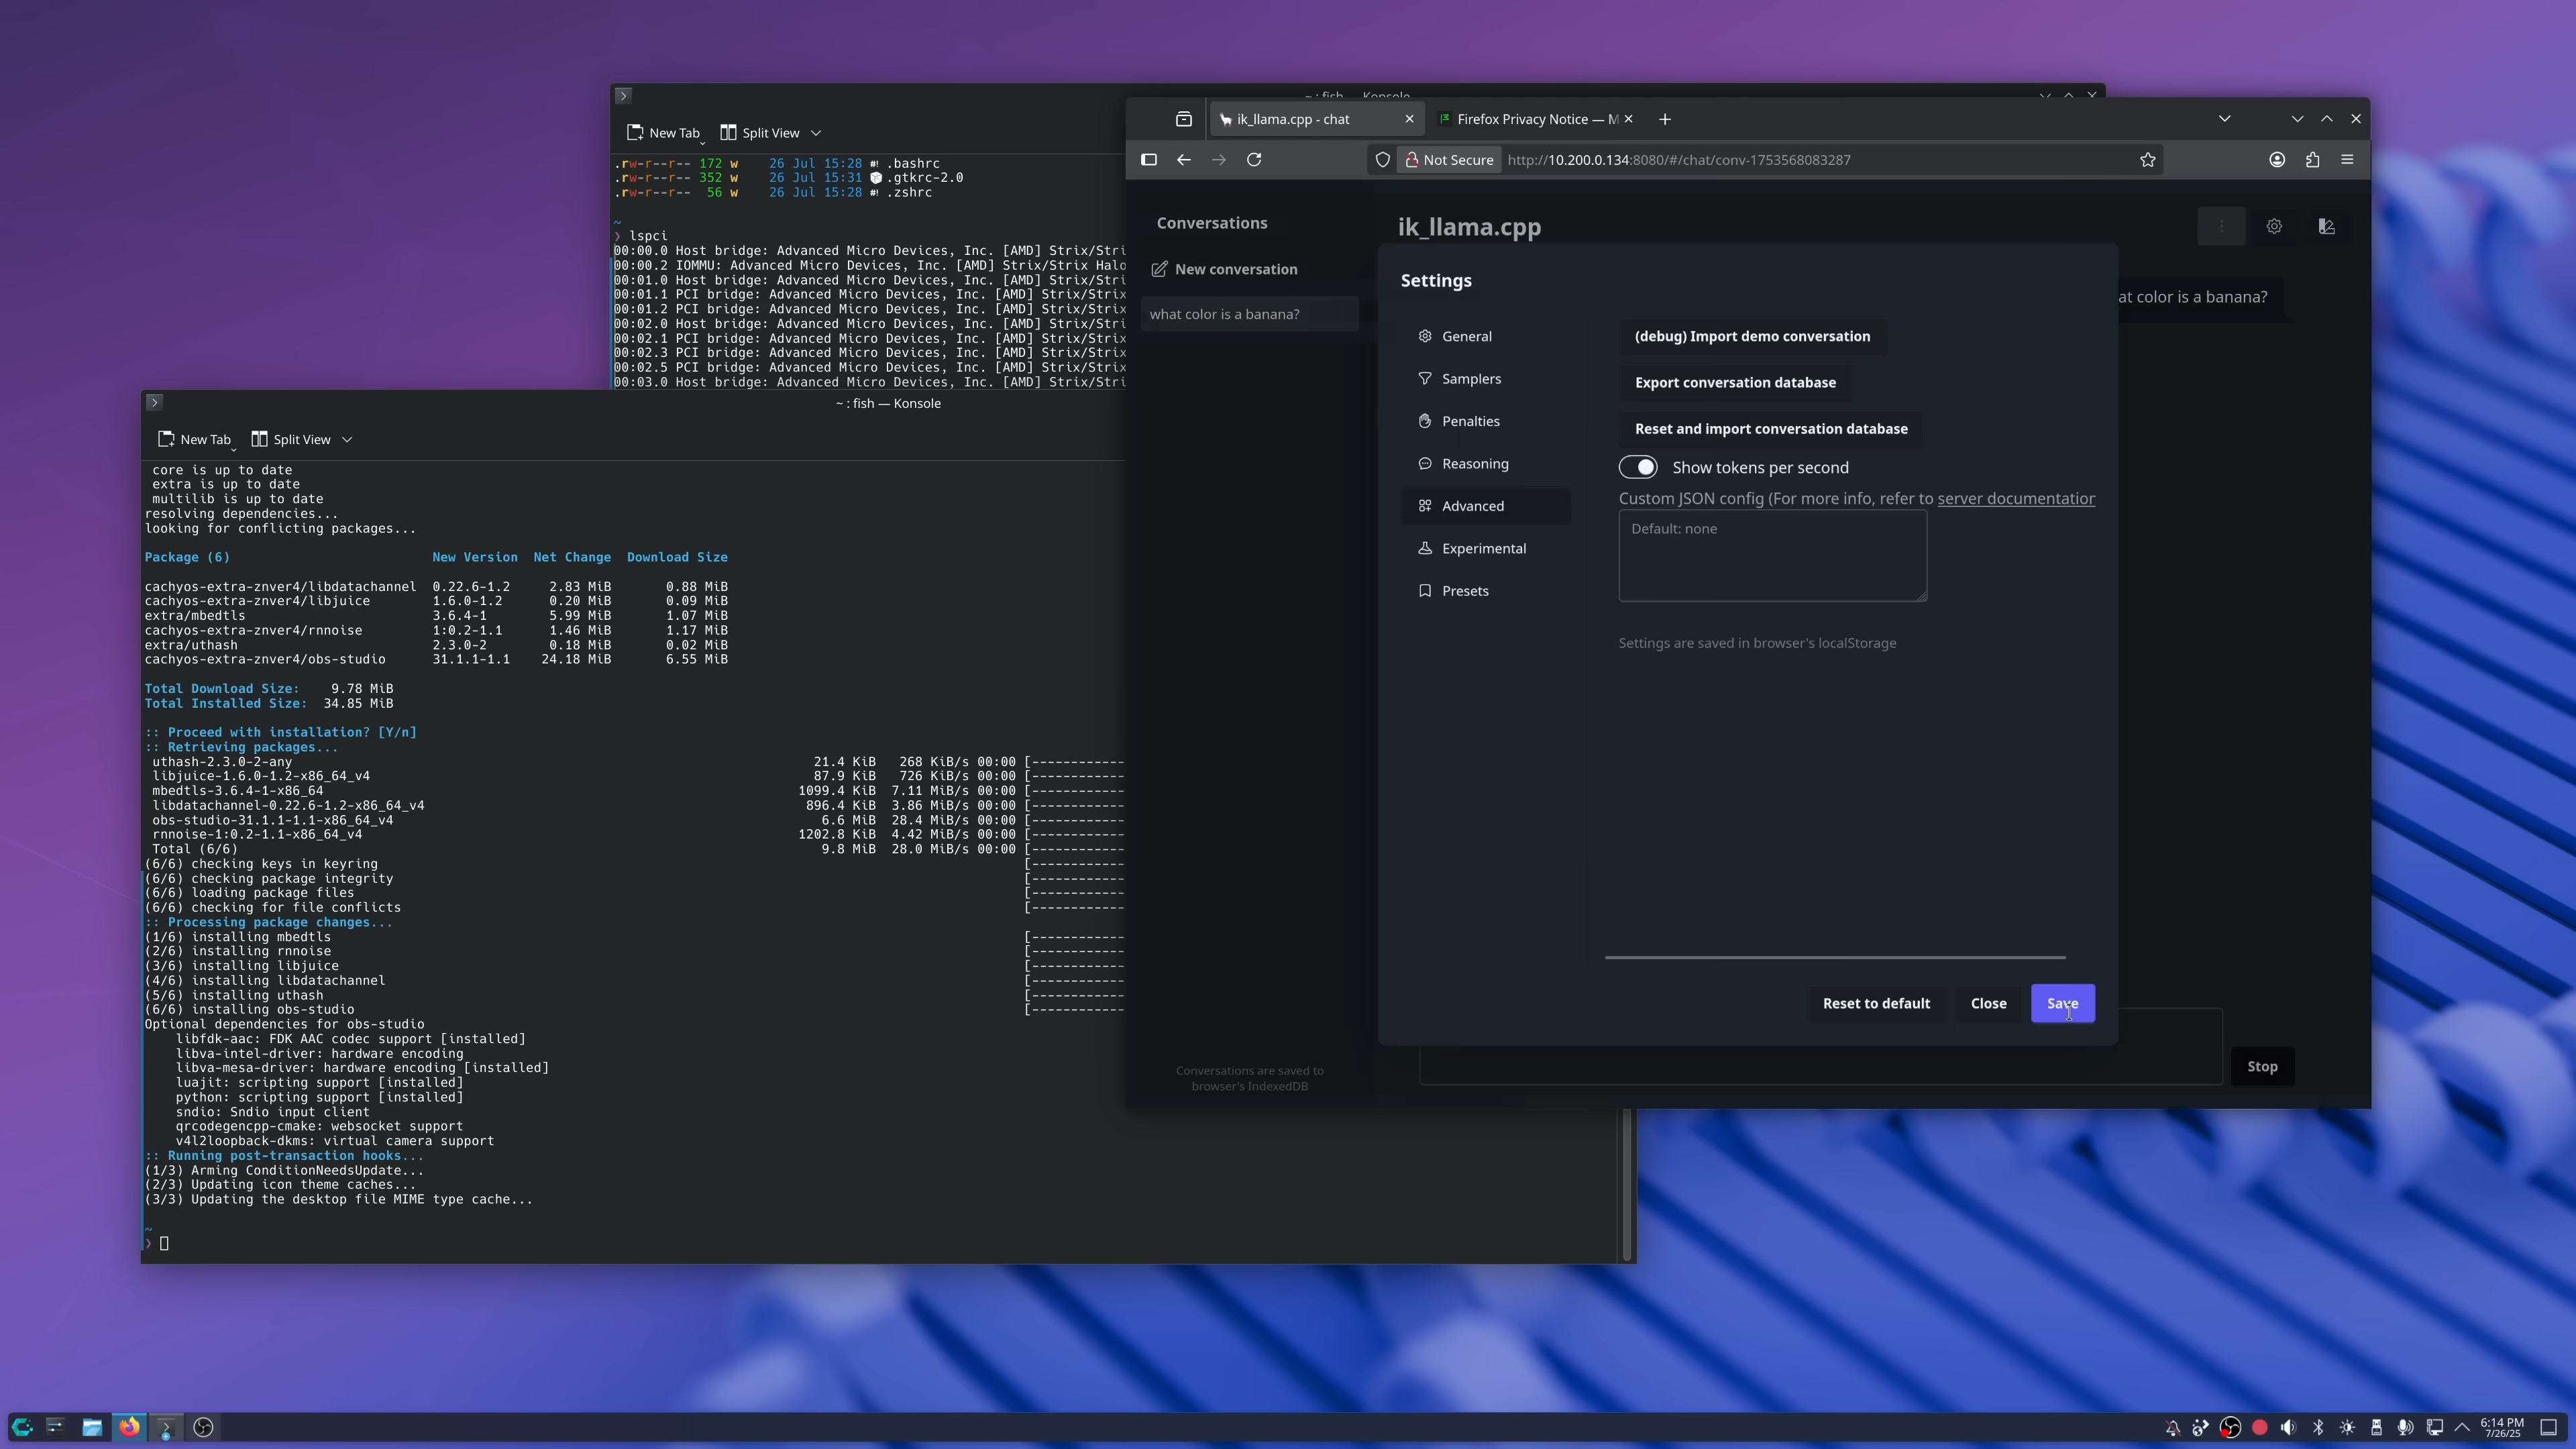 New Tab
Split View
.rw-r--r-- 172 w 26 Jul 15:28 #! .bashrc
.rw-r--r-- 352 w 26 Jul 15:31 .gtkrc-2.0
.rw-r--r-- 56 w 26 Jul 15:28 #! .zshrc
~
❯ lspci
00:00.0 Host bridge: Advanced Micro Devices, Inc. [AMD] Strix/Stri
00:00.2 IOMMU: Advanced Micro Devices, Inc. [AMD] Strix/Strix Halo
00:01.0 Host bridge: Advanced Micro Devices, Inc. [AMD] Strix/Stri
00:01.1 PCI bridge: Advanced Micro Devices, Inc. [AMD] Strix/Strix
00:01.2 PCI bridge: Advanced Micro Devices, Inc. [AMD] Strix/Strix
00:02.0 Host bridge: Advanced Micro Devices, Inc. [AMD] Strix/Stri
00:02.1 PCI bridge: Advanced Micro Devices, Inc. [AMD] Strix/Strix
00:02.3 PCI bridge: Advanced Micro Devices, Inc. [AMD] Strix/Strix
00:02.5 PCI bridge: Advanced Micro Devices, Inc. [AMD] Strix/Strix
00:03.0 Host bridge: Advanced Micro Devices, Inc. [AMD] Strix/Stri
~ : fish — Konsole
New Tab
Split View
core is up to date
extra is up to date
multilib is up to date
resolving dependencies...
looking for conflicting packages...
Package (6) New Version Net Change Download Size
cachyos-extra-znver4/libdatachannel 0.22.6-1.2 2.83 MiB 0.88 MiB
cachyos-extra-znver4/libjuice 1.6.0-1.2 0.20 MiB 0.09 MiB
extra/mbedtls 3.6.4-1 5.99 MiB 1.07 MiB
cachyos-extra-znver4/rnnoise 1:0.2-1.1 1.46 MiB 1.17 MiB
extra/uthash 2.3.0-2 0.18 MiB 0.02 MiB
cachyos-extra-znver4/obs-studio 31.1.1-1.1 24.18 MiB 6.55 MiB
Total Download Size: 9.78 MiB
Total Installed Size: 34.85 MiB
:: Proceed with installation? [Y/n]
:: Retrieving packages...
uthash-2.3.0-2-any 21.4 KiB 268 KiB/s 00:00 [------------
libjuice-1.6.0-1.2-x86_64_v4 87.9 KiB 726 KiB/s 00:00 [------------
mbedtls-3.6.4-1-x86_64 1099.4 KiB 7.11 MiB/s 00:00 [------------
libdatachannel-0.22.6-1.2-x86_64_v4 896.4 KiB 3.86 MiB/s 00:00 [------------
obs-studio-31.1.1-1.1-x86_64_v4 6.6 MiB 28.4 MiB/s 00:00 [------------
rnnoise-1:0.2-1.1-x86_64_v4 1202.8 KiB 4.42 MiB/s 00:00 [------------
Total (6/6) 9.8 MiB 28.0 MiB/s 00:00 [------------
(6/6) checking keys in keyring [------------
(6/6) checking package integrity [------------
(6/6) loading package files [------------
(6/6) checking for file conflicts [------------
:: Processing package changes...
(1/6) installing mbedtls [------------
(2/6) installing rnnoise [------------
(3/6) installing libjuice [------------
(4/6) installing libdatachannel [------------
(5/6) installing uthash [------------
(6/6) installing obs-studio [------------
Optional dependencies for obs-studio
libfdk-aac: FDK AAC codec support [installed]
libva-intel-driver: hardware encoding
libva-mesa-driver: hardware encoding [installed]
luajit: scripting support [installed]
python: scripting support [installed]
sndio: Sndio input client
qrcodegencpp-cmake: websocket support
v4l2loopback-dkms: virtual camera support
:: Running post-transaction hooks...
(1/3) Arming ConditionNeedsUpdate...
(2/3) Updating icon theme caches...
(3/3) Updating the desktop file MIME type cache...
~
❯
ik_llama.cpp - chat
Firefox Privacy Notice — M
Not Secure
http://10.200.0.134:8080/#/chat/conv-1753568083287
Conversations
New conversation
what color is a banana?
Conversations are saved to
browser's IndexedDB
ik_llama.cpp
at color is a banana?
Settings
General
Samplers
Penalties
Reasoning
Advanced
Experimental
Presets
(debug) Import demo conversation
Export conversation database
Reset and import conversation database
Show tokens per second
Custom JSON config (For more info, refer to server documentation
Default: none
Settings are saved in browser's localStorage
Reset to default
Close
Save
Stop
6:14 PM
7/26/25